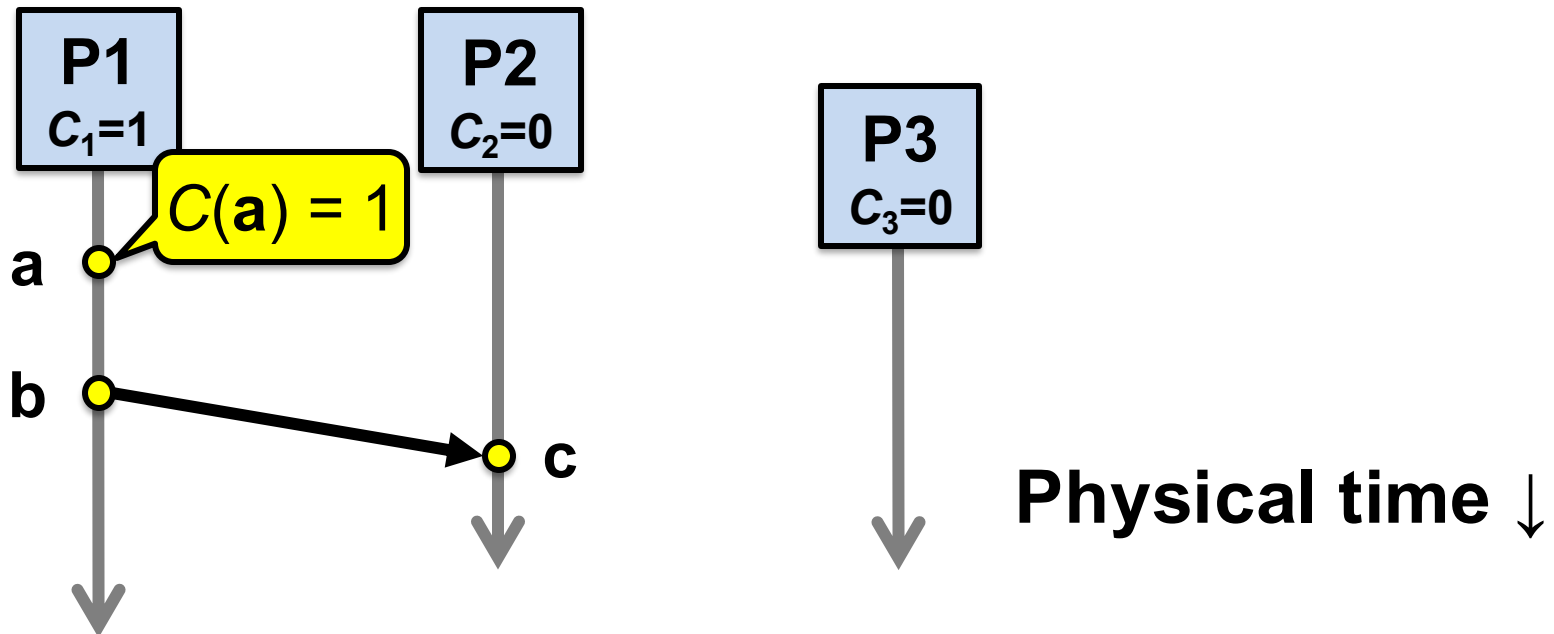 P1
C₁=1
P2
C₂=0
P3
C₃=0
C(a) = 1
a
b
c
Physical time ↓